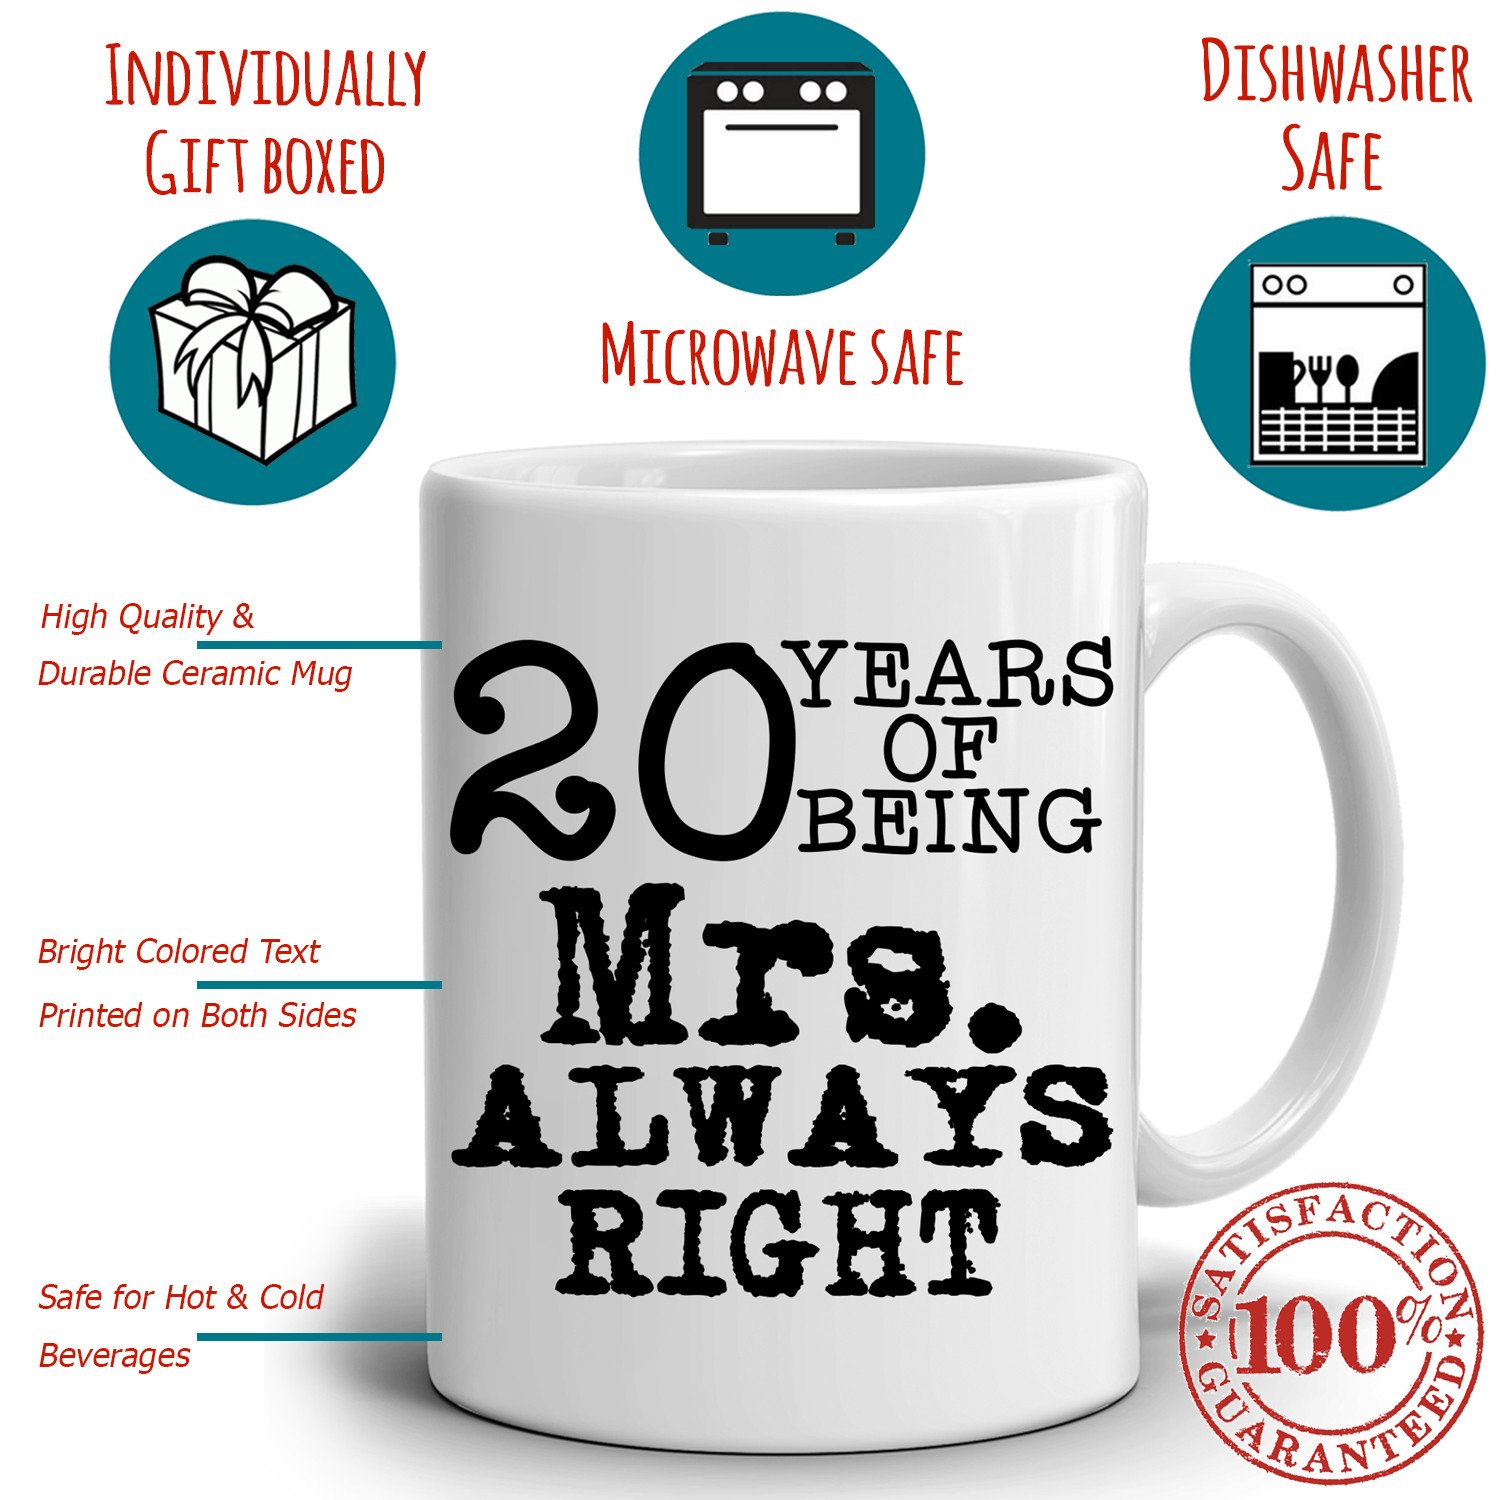 INDIVIDUALLY
GIFT BOXED
MICROWAVE SAFE
DISHWASHER
SAFE
High Quality &
Durable Ceramic Mug
Bright Colored Text
Printed on Both Sides
Safe for Hot & Cold
Beverages
20 YEARS
OF
BEING
Mrs.
ALWAYS
RIGHT
SATISFACTION
100%
GUARANTEED